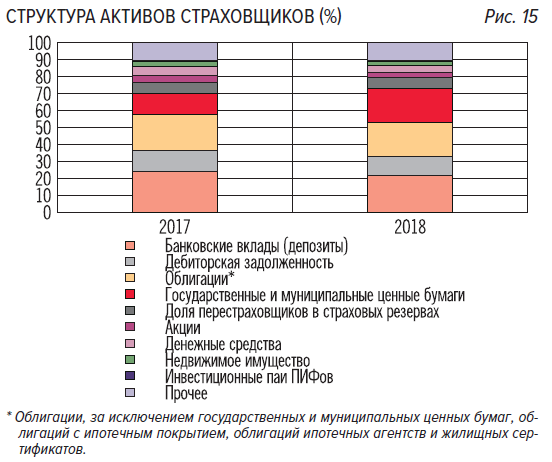 СТРУКТУРА АКТИВОВ СТРАХОВЩИКОВ (%) Рис. 15
100
90
80
70
60
50
40
30
20
10
0
2017 2018
Банковские вклады (депозиты)
Дебиторская задолженность
Облигации*
Государственные и муниципальные ценные бумаги
Доля перестраховщиков в страховых резервах
Акции
Денежные средства
Недвижимое имущество
Инвестиционные паи ПИФов
Прочее
* Облигации, за исключением государственных и муниципальных ценных бумаг, об-
лигаций с ипотечным покрытием, облигаций ипотечных агентств и жилищных сер-
тификатов.